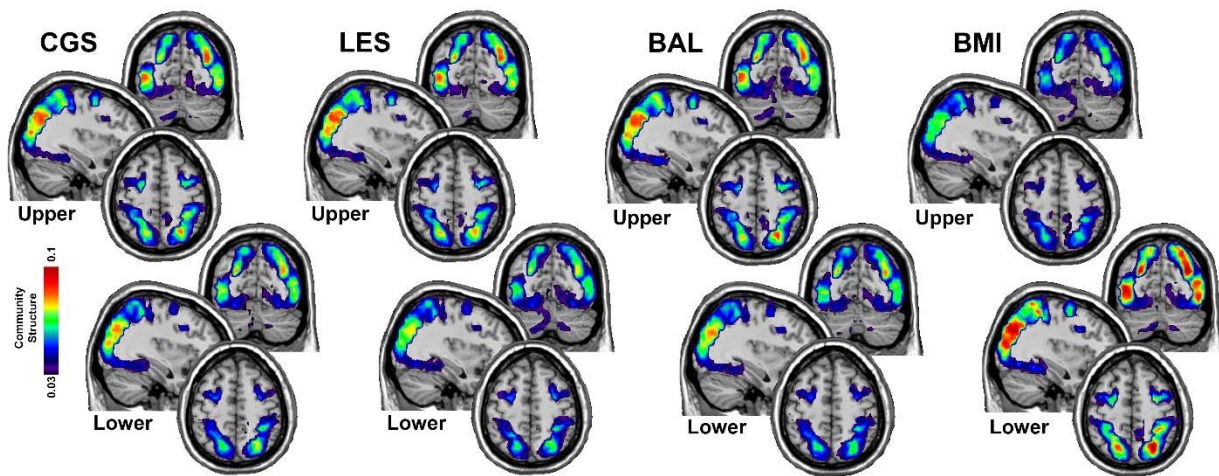 CGS
LES
BAL
BMI
Upper
Upper
Upper
Upper
0.1
Community
Structure
0.03
Lower
Lower
Lower
Lower